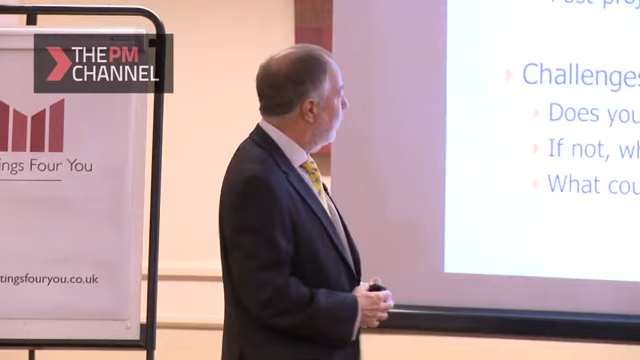 THE PM
CHANNEL
ings Four You
tingsfouryou.co.uk
Challenges
Does you
If not, wh
What cou